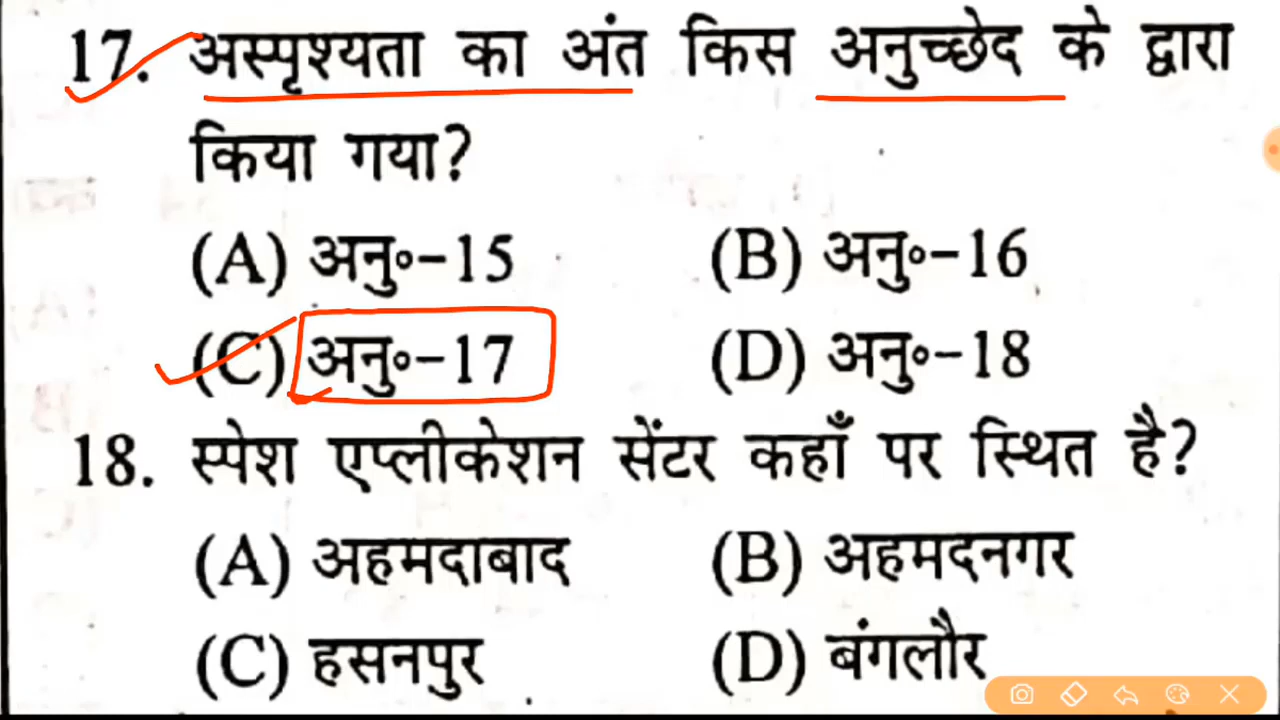 17. अस्पृश्यता का अंत किस अनुच्छेद के द्वारा
किया गया?
(A) अनु॰-15 (B) अनु॰-16
(C) अनु॰-17 (D) अनु॰-18
18. स्पेश एप्लीकेशन सेंटर कहाँ पर स्थित है?
(A) अहमदाबाद (B) अहमदनगर
(C) हसनपुर (D) बंगलौर